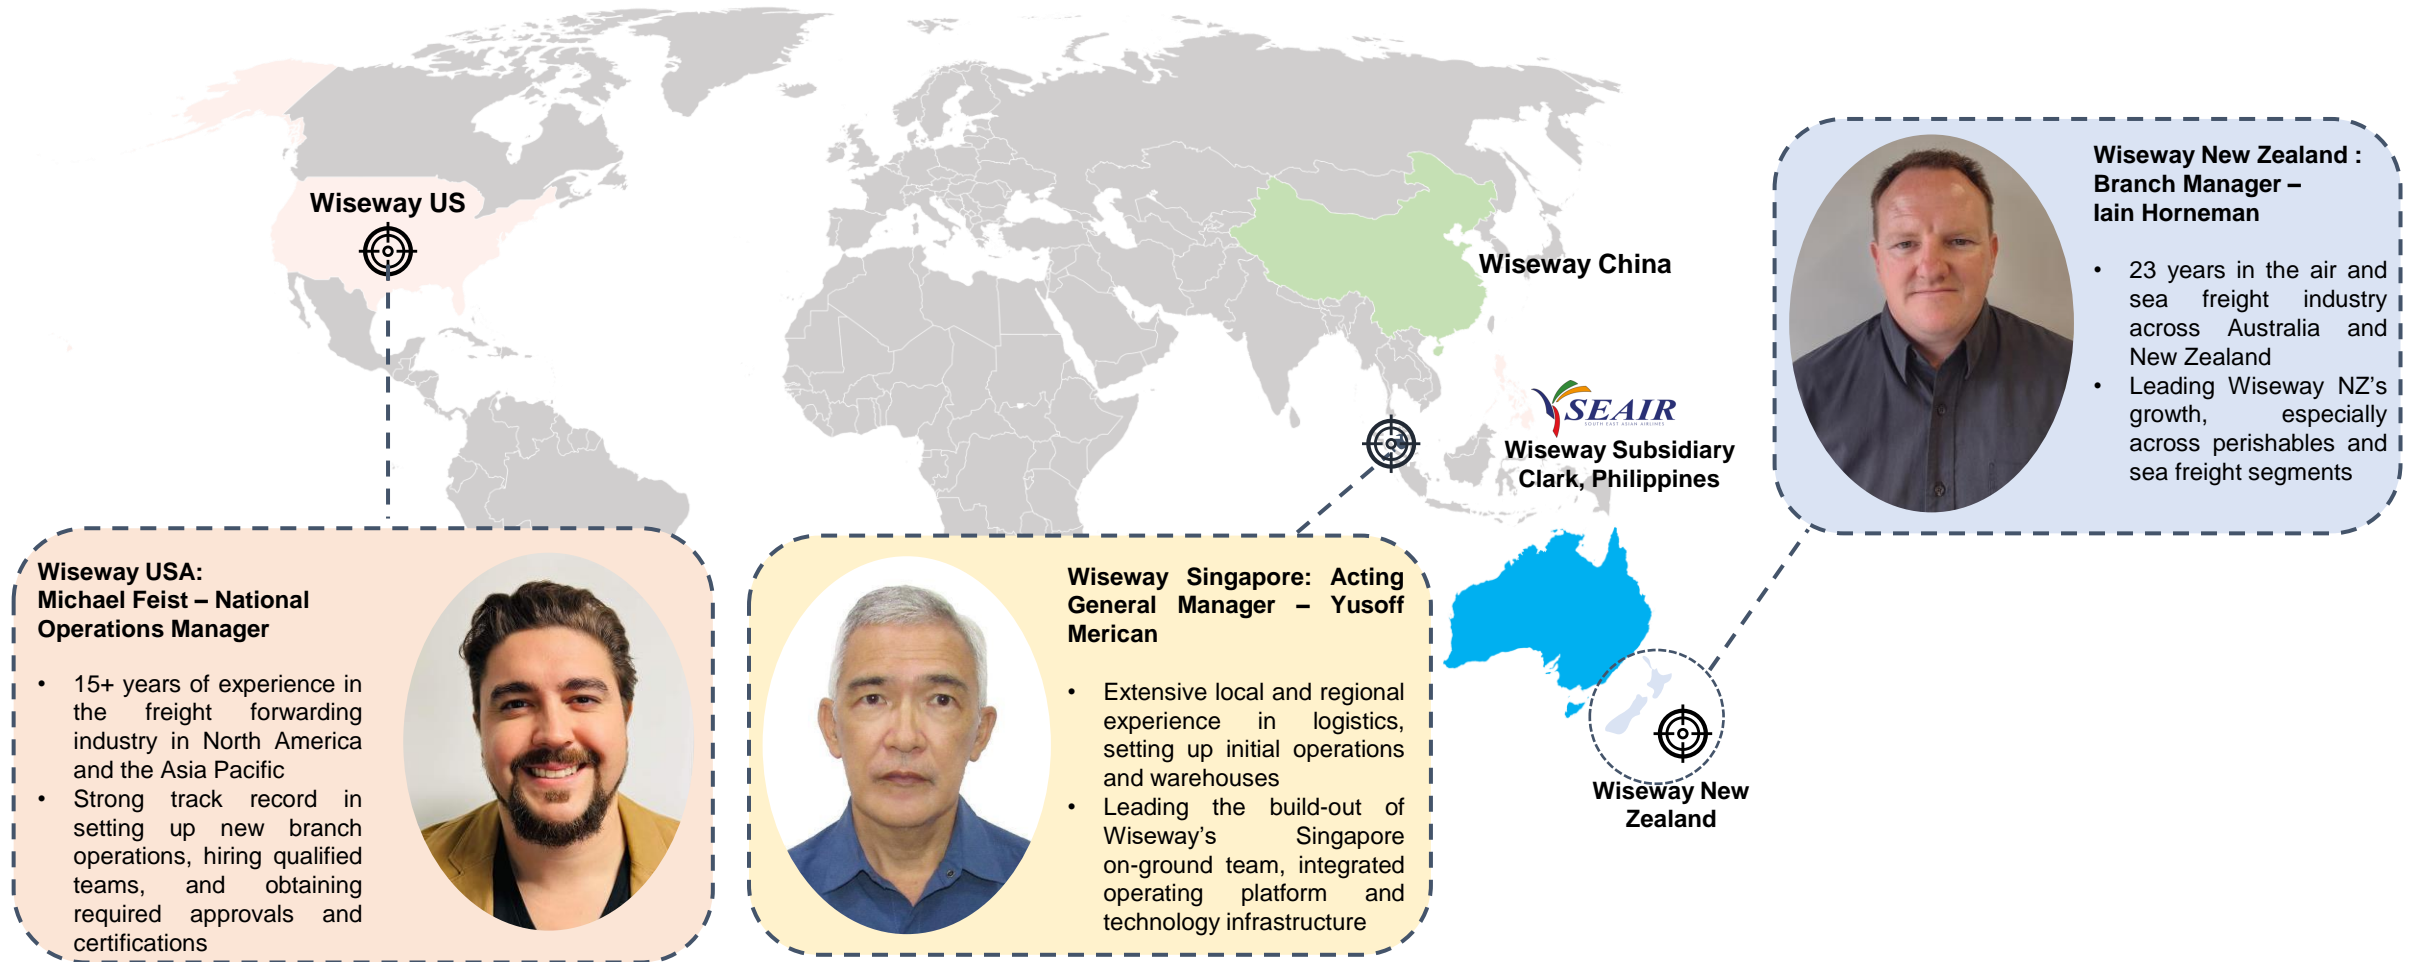 Wiseway US
Wiseway China
SEAIR
SOUTH EAST ASIAN AIRLINES
Wiseway Subsidiary
Clark, Philippines
Wiseway New Zealand :
Branch Manager –
Iain Horneman
• 23 years in the air and
sea freight industry
across Australia and
New Zealand
• Leading Wiseway NZ’s
growth, especially
across perishables and
sea freight segments
Wiseway USA:
Michael Feist – National
Operations Manager
• 15+ years of experience in
the freight forwarding
industry in North America
and the Asia Pacific
• Strong track record in
setting up new branch
operations, hiring qualified
teams, and obtaining
required approvals and
certifications
Wiseway Singapore: Acting
General Manager – Yusoff
Merican
• Extensive local and regional
experience in logistics,
setting up initial operations
and warehouses
• Leading the build-out of
Wiseway’s Singapore
on-ground team, integrated
operating platform and
technology infrastructure
Wiseway New
Zealand